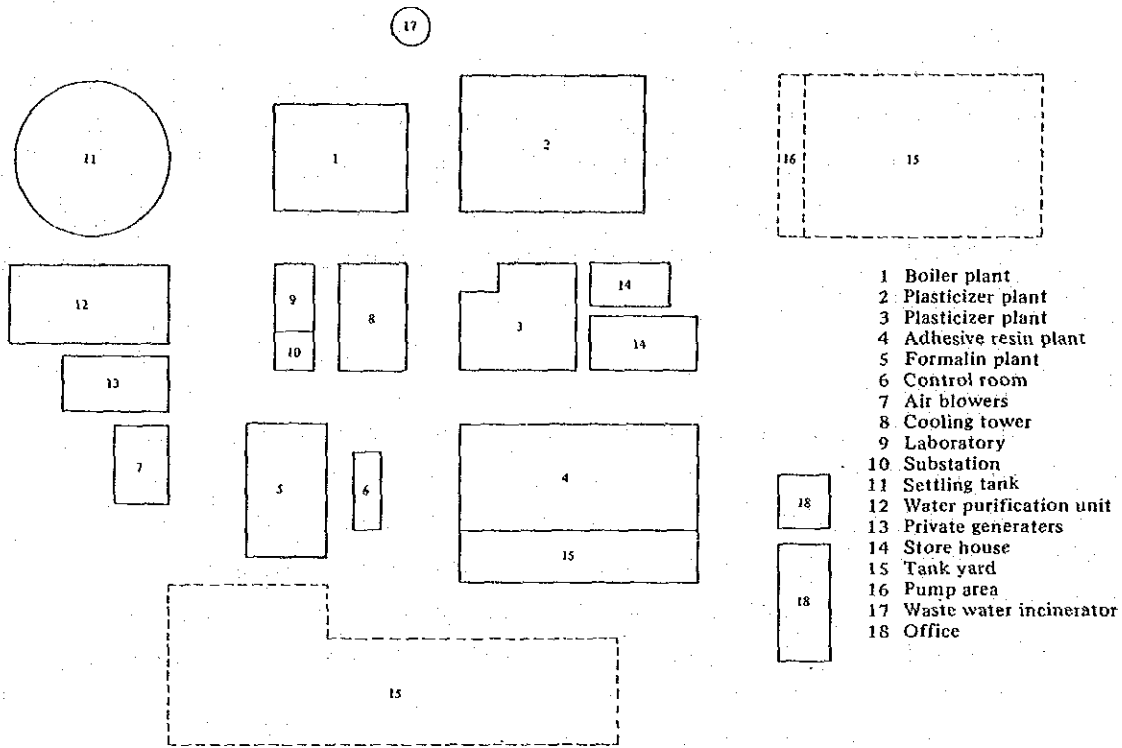 17
11
1
2
16
15
12
9
10
8
3
14
14
13
7
5
6
4
15
18
18
15
1 Boiler plant
2 Plasticizer plant
3 Plasticizer plant
4 Adhesive resin plant
5 Formalin plant
6 Control room
7 Air blowers
8 Cooling tower
9 Laboratory
10 Substation
11 Settling tank
12 Water purification unit
13 Private generaters
14 Store house
15 Tank yard
16 Pump area
17 Waste water incinerator
18 Office